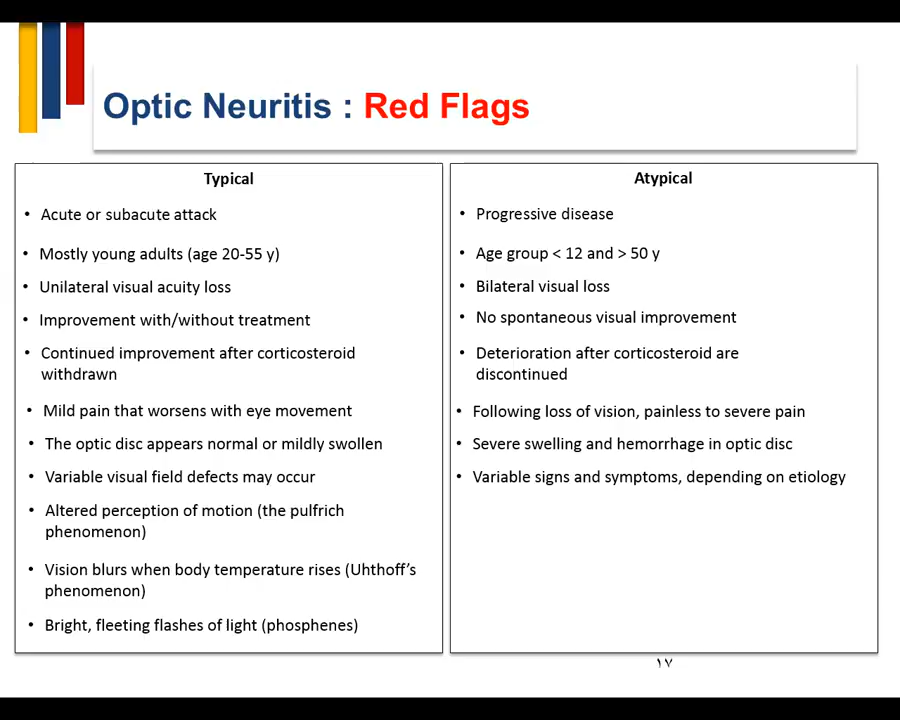 Optic Neuritis : Red Flags
Typical
• Acute or subacute attack
• Mostly young adults (age 20-55 y)
• Unilateral visual acuity loss
• Improvement with/without treatment
• Continued improvement after corticosteroid
withdrawn
• Mild pain that worsens with eye movement
• The optic disc appears normal or mildly swollen
• Variable visual field defects may occur
• Altered perception of motion (the pulfrich
phenomenon)
• Vision blurs when body temperature rises (Uhthoff’s
phenomenon)
• Bright, fleeting flashes of light (phosphenes)
Atypical
• Progressive disease
• Age group < 12 and > 50 y
• Bilateral visual loss
• No spontaneous visual improvement
• Deterioration after corticosteroid are
discontinued
• Following loss of vision, painless to severe pain
• Severe swelling and hemorrhage in optic disc
• Variable signs and symptoms, depending on etiology
١٧